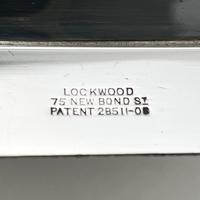 LOCKWOOD
75 NEW BOND ST
PATENT 28511-08